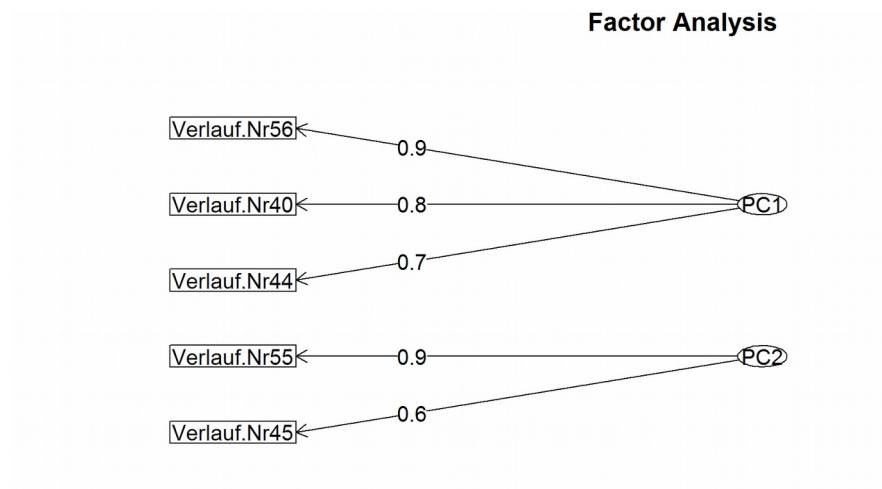 Factor Analysis
Verlauf.Nr56
0.9
Verlauf.Nr40
0.8
PC1
0.7
Verlauf.Nr44
Verlauf.Nr55
0.9
PC2
0.6
Verlauf.Nr45